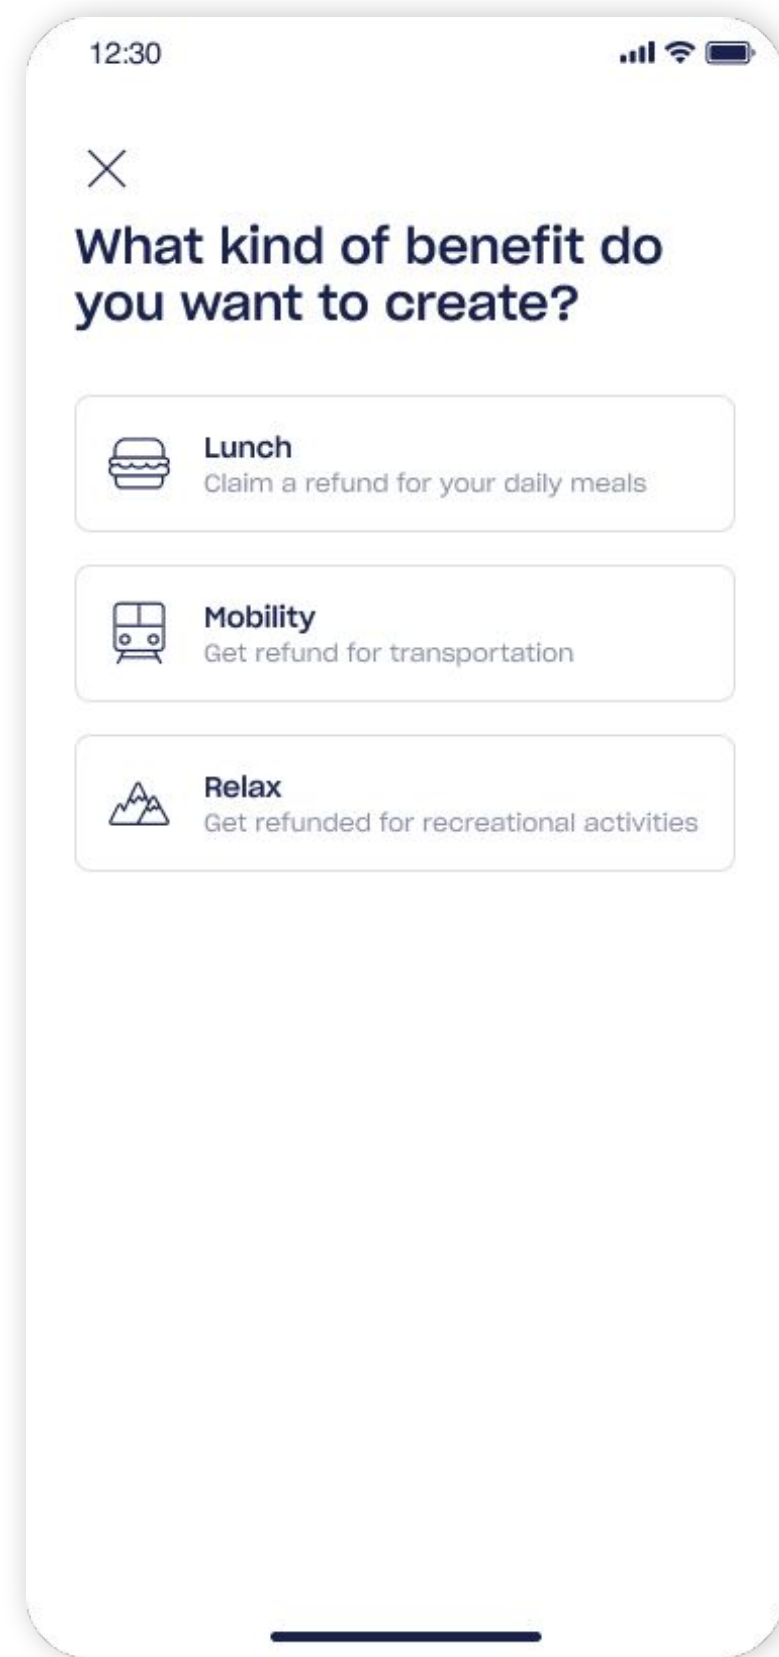 12:30
What kind of benefit do
you want to create?
Lunch
Claim a refund for your daily meals
Mobility
Get refund for transportation
Relax
Get refunded for recreational activities